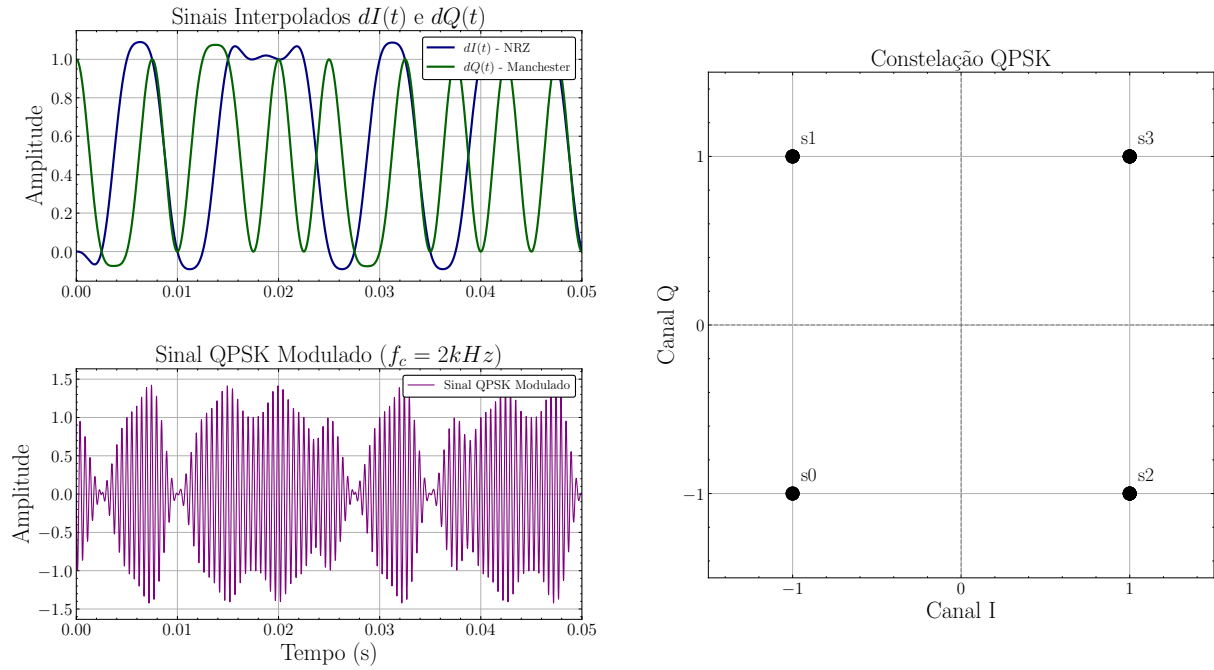 Sinais Interpolados dI(t) e dQ(t)
Amplitude
1.0
0.8
0.6
0.4
0.2
0.0
dI(t) - NRZ
dQ(t) - Manchester
0.00 0.01 0.02 0.03 0.04 0.05
Sinal QPSK Modulado (f_c = 2kHz)
Amplitude
1.5
1.0
0.5
0.0
−0.5
−1.0
−1.5
Sinal QPSK Modulado
0.00 0.01 0.02 0.03 0.04 0.05
Tempo (s)
Constelação QPSK
Canal Q
1
0
−1
s1
s3
s0
s2
−1 0 1
Canal I